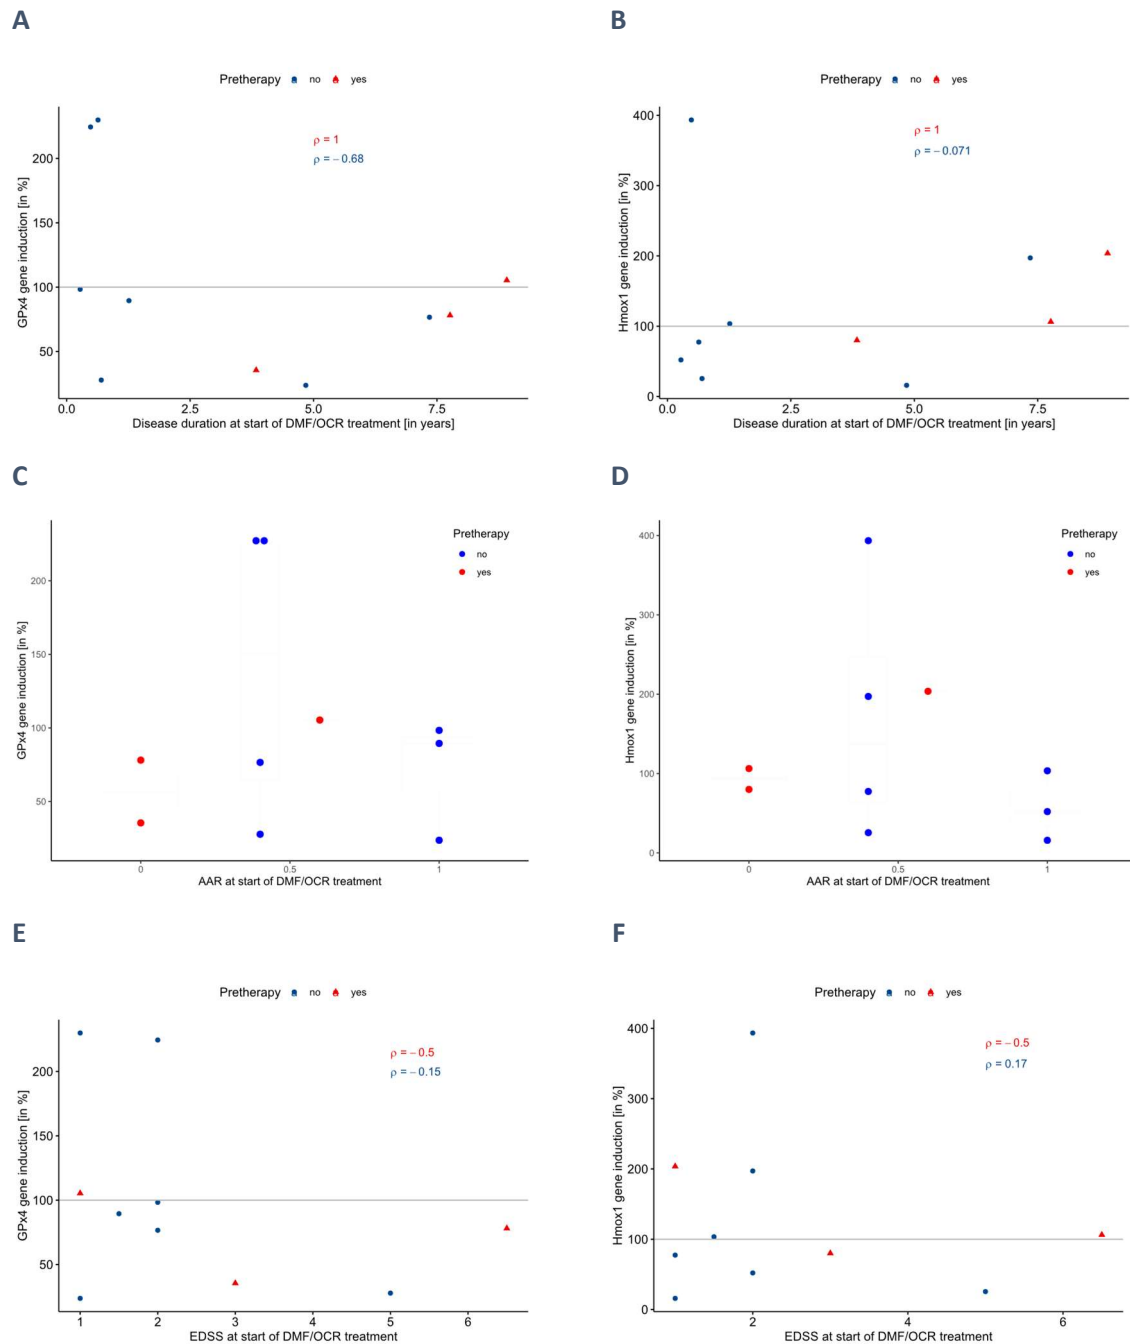 A
Pretherapy no yes
GPx4 gene induction [in %]
200
150
100
50
ρ = 1
ρ = − 0.68
0.0 2.5 5.0 7.5
Disease duration at start of DMF/OCR treatment [in years]
B
Pretherapy no yes
Hmox1 gene induction [in %]
400
300
200
100
0
ρ = 1
ρ = − 0.071
0.0 2.5 5.0 7.5
Disease duration at start of DMF/OCR treatment [in years]
C
Pretherapy
no
yes
GPx4 gene induction [in %]
200
150
100
50
0 0.5 1
AAR at start of DMF/OCR treatment
D
Pretherapy
no
yes
Hmox1 gene induction [in %]
400
300
200
100
0
0 0.5 1
AAR at start of DMF/OCR treatment
E
Pretherapy no yes
GPx4 gene induction [in %]
200
150
100
50
ρ = − 0.5
ρ = − 0.15
1 2 3 4 5 6
EDSS at start of DMF/OCR treatment
F
Pretherapy no yes
Hmox1 gene induction [in %]
400
300
200
100
0
ρ = − 0.5
ρ = 0.17
2 4 6
EDSS at start of DMF/OCR treatment